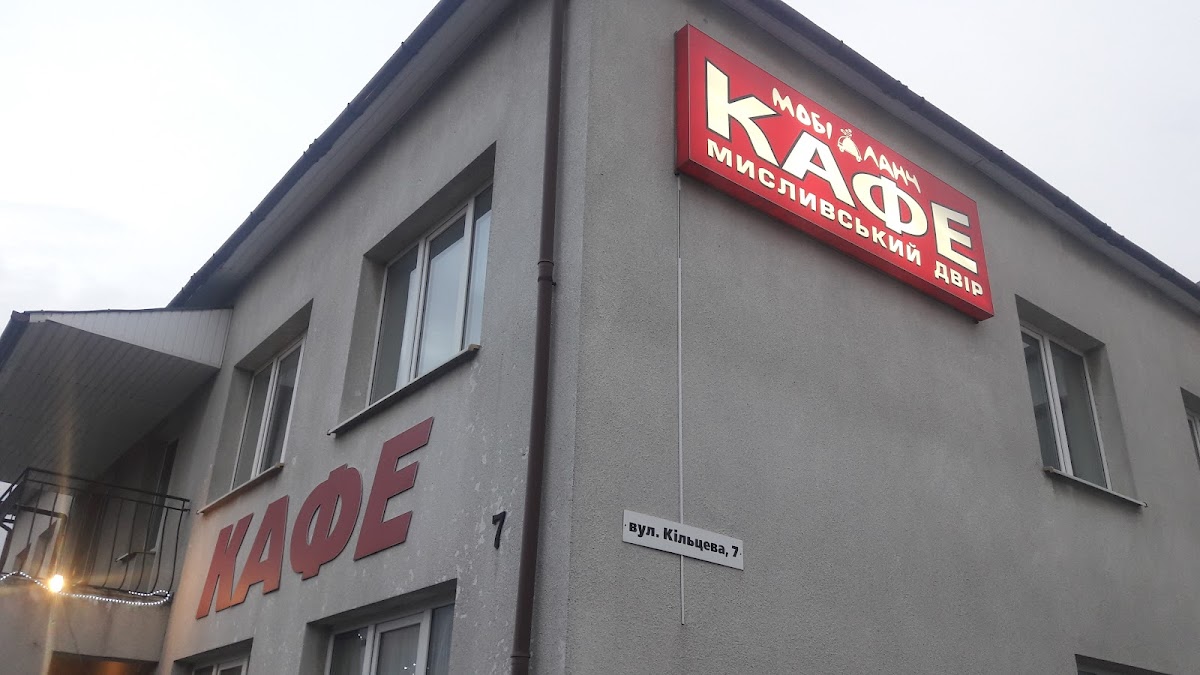 МОБІ ЛАНЧ
КАФЕ
МИСЛИВСЬКИЙ ДВІР
КАФЕ
7
вул. Кільцева, 7